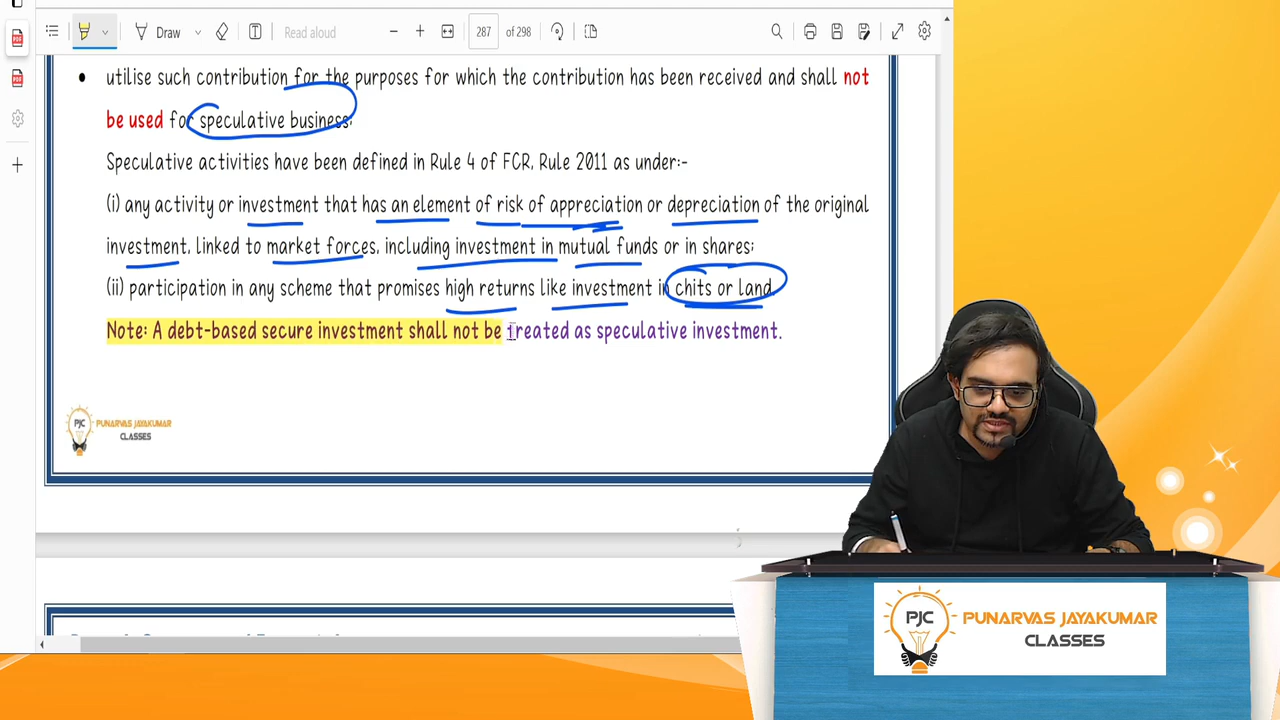 Draw
Read aloud
287
of 298
utilise such contribution for the purposes for which the contribution has been received and shall not
be used for speculative business.
Speculative activities have been defined in Rule 4 of FCR, Rule 2011 as under:-
(i) any activity or investment that has an element of risk of appreciation or depreciation of the original
investment, linked to market forces, including investment in mutual funds or in shares;
(ii) participation in any scheme that promises high returns like investment in chits or land.
Note: A debt-based secure investment shall not be treated as speculative investment.
PJC
PUNARVAS JAYAKUMAR
CLASSES
PJC
PUNARVAS JAYAKUMAR
CLASSES